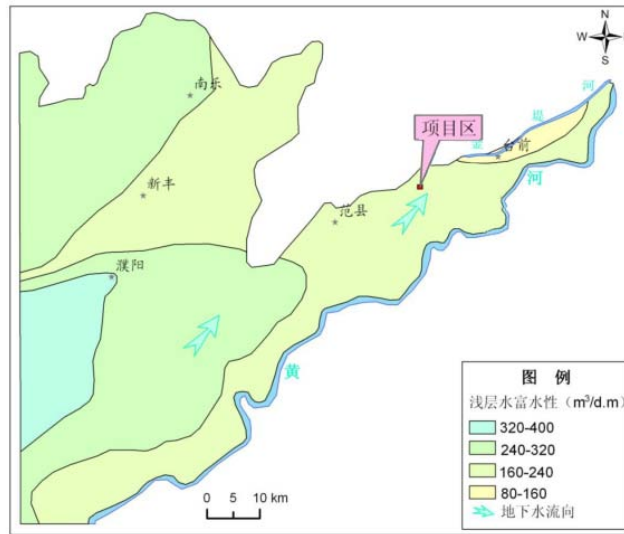 N
W E
S
南乐
河
堤
金
项目区
台前
新丰
河
范县
濮阳
黄
图 例
浅层水富水性（m³/d.m）
320-400
240-320
160-240
80-160
地下水流向
0 5 10 km